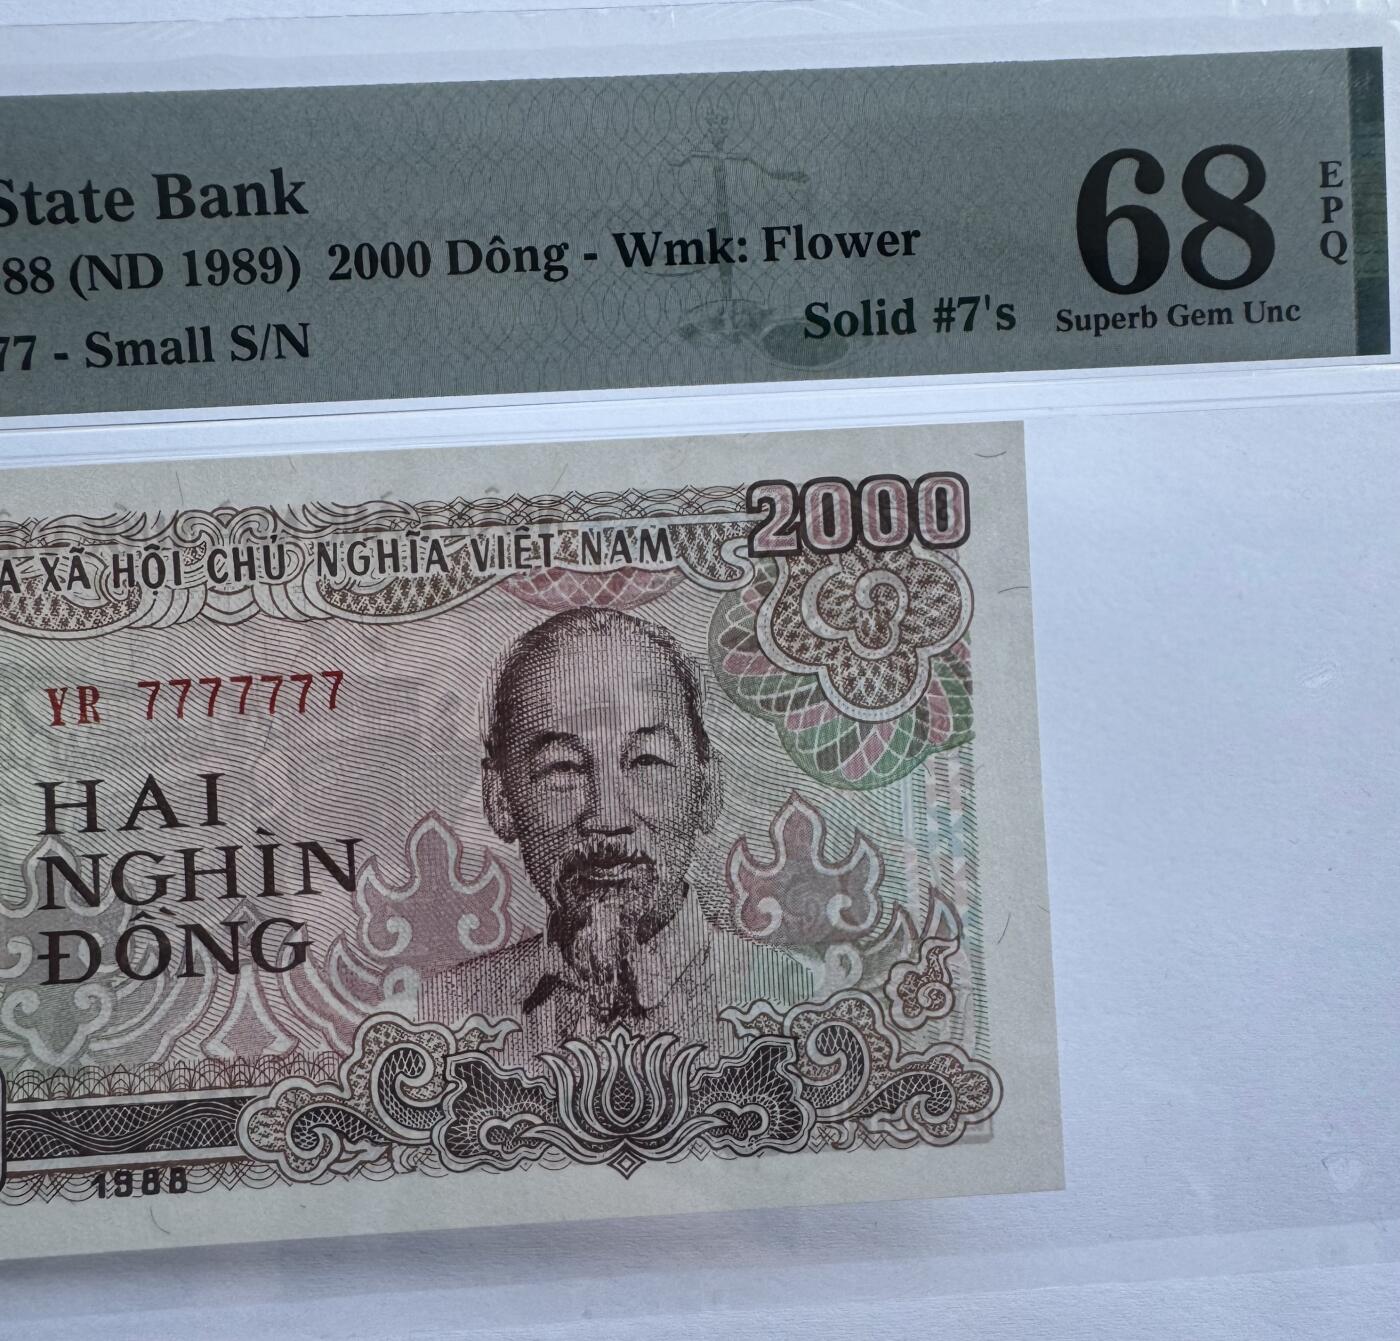 State Bank
88 (ND 1989) 2000 Dông - Wmk: Flower
77 - Small S/N
Solid #7's
68
EPQ
Superb Gem Unc
2000
A XÃ HỘI CHỦ NGHĨA VIỆT NAM
YR 7777777
HAI
NGHÌN
ĐỒNG
1988